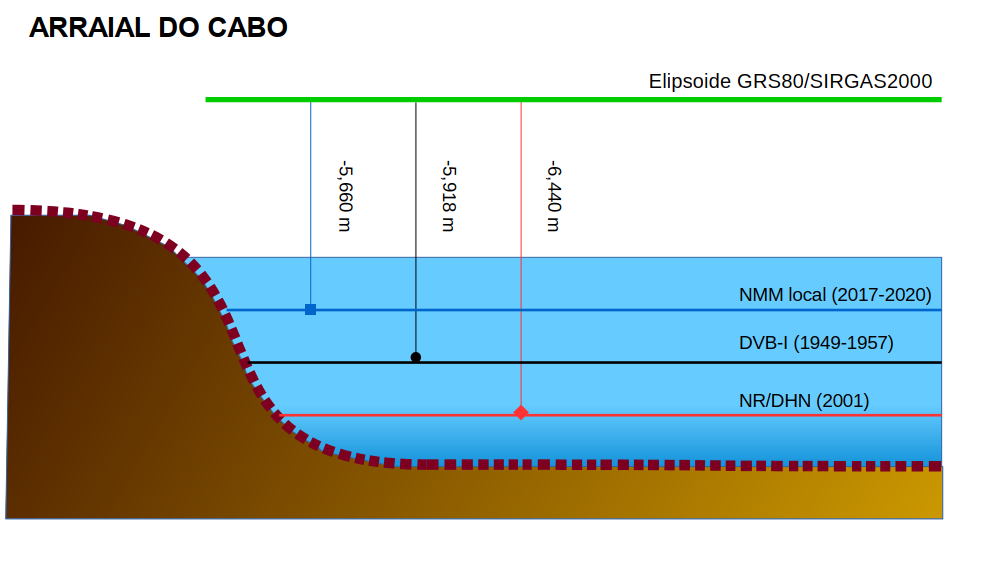 ARRAIAL DO CABO
Elipsoide GRS80/SIRGAS2000
-5,660 m
-5,918 m
-6,440 m
NMM local (2017-2020)
DVB-I (1949-1957)
NR/DHN (2001)